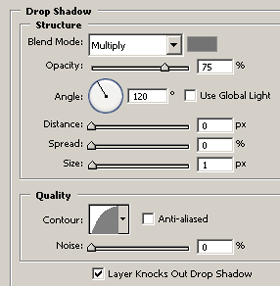 Drop Shadow
Structure
Blend Mode: Multiply
Opacity: 75 %
Angle: 120 ° Use Global Light
Distance: 0 px
Spread: 0 %
Size: 1 px
Quality
Contour: Anti-aliased
Noise: 0 %
Layer Knocks Out Drop Shadow